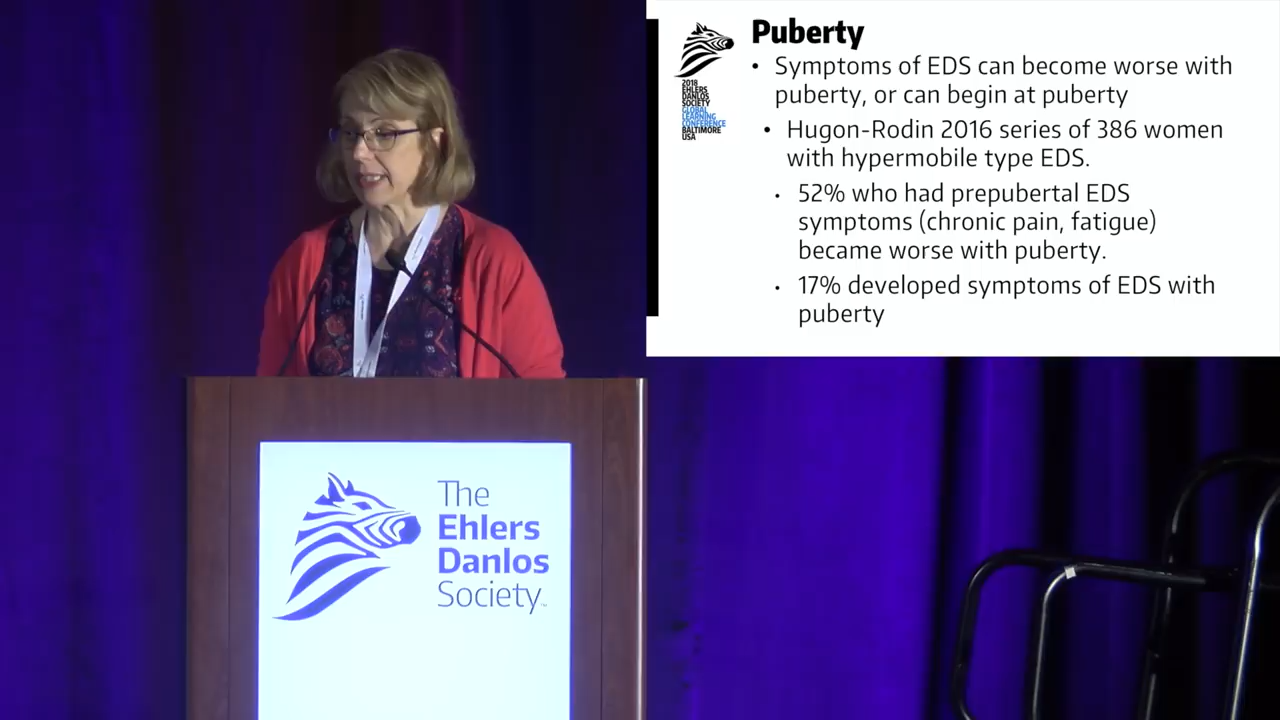 Puberty
• Symptoms of EDS can become worse with
puberty, or can begin at puberty
• Hugon-Rodin 2016 series of 386 women
with hypermobile type EDS.
• 52% who had prepubertal EDS
symptoms (chronic pain, fatigue)
became worse with puberty.
• 17% developed symptoms of EDS with
puberty
2018
EHLERS
DANLOS
SOCIETY
GLOBAL
LEARNING
CONFERENCE
BALTIMORE
USA
The
Ehlers
Danlos
Society™